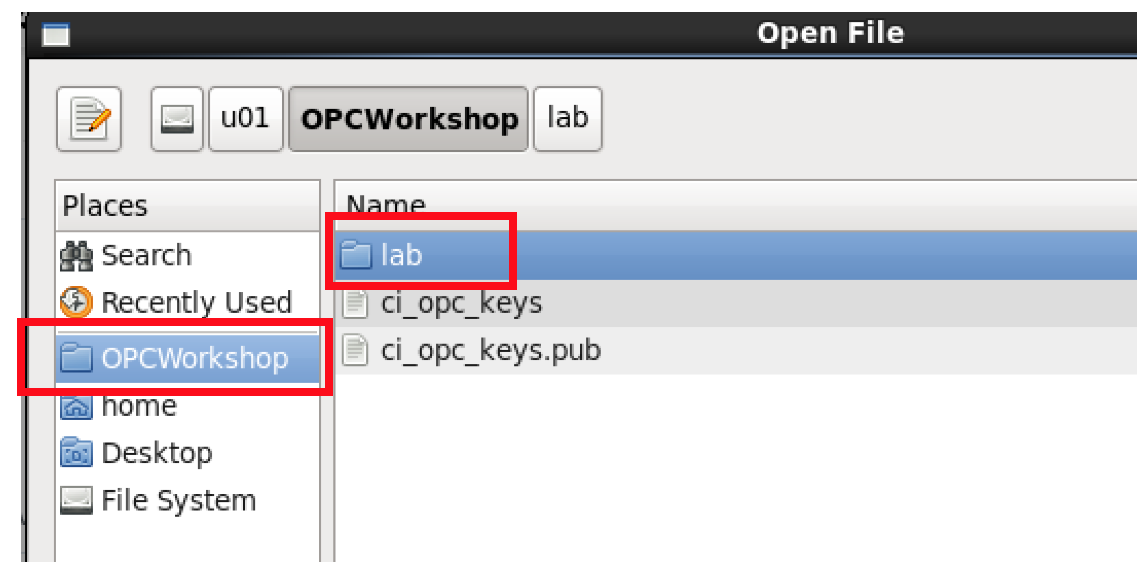 Open File
u01 OPCWorkshop lab
Places
Search
Recently Used
OPCWorkshop
home
Desktop
File System
Name
lab
ci_opc_keys
ci_opc_keys.pub